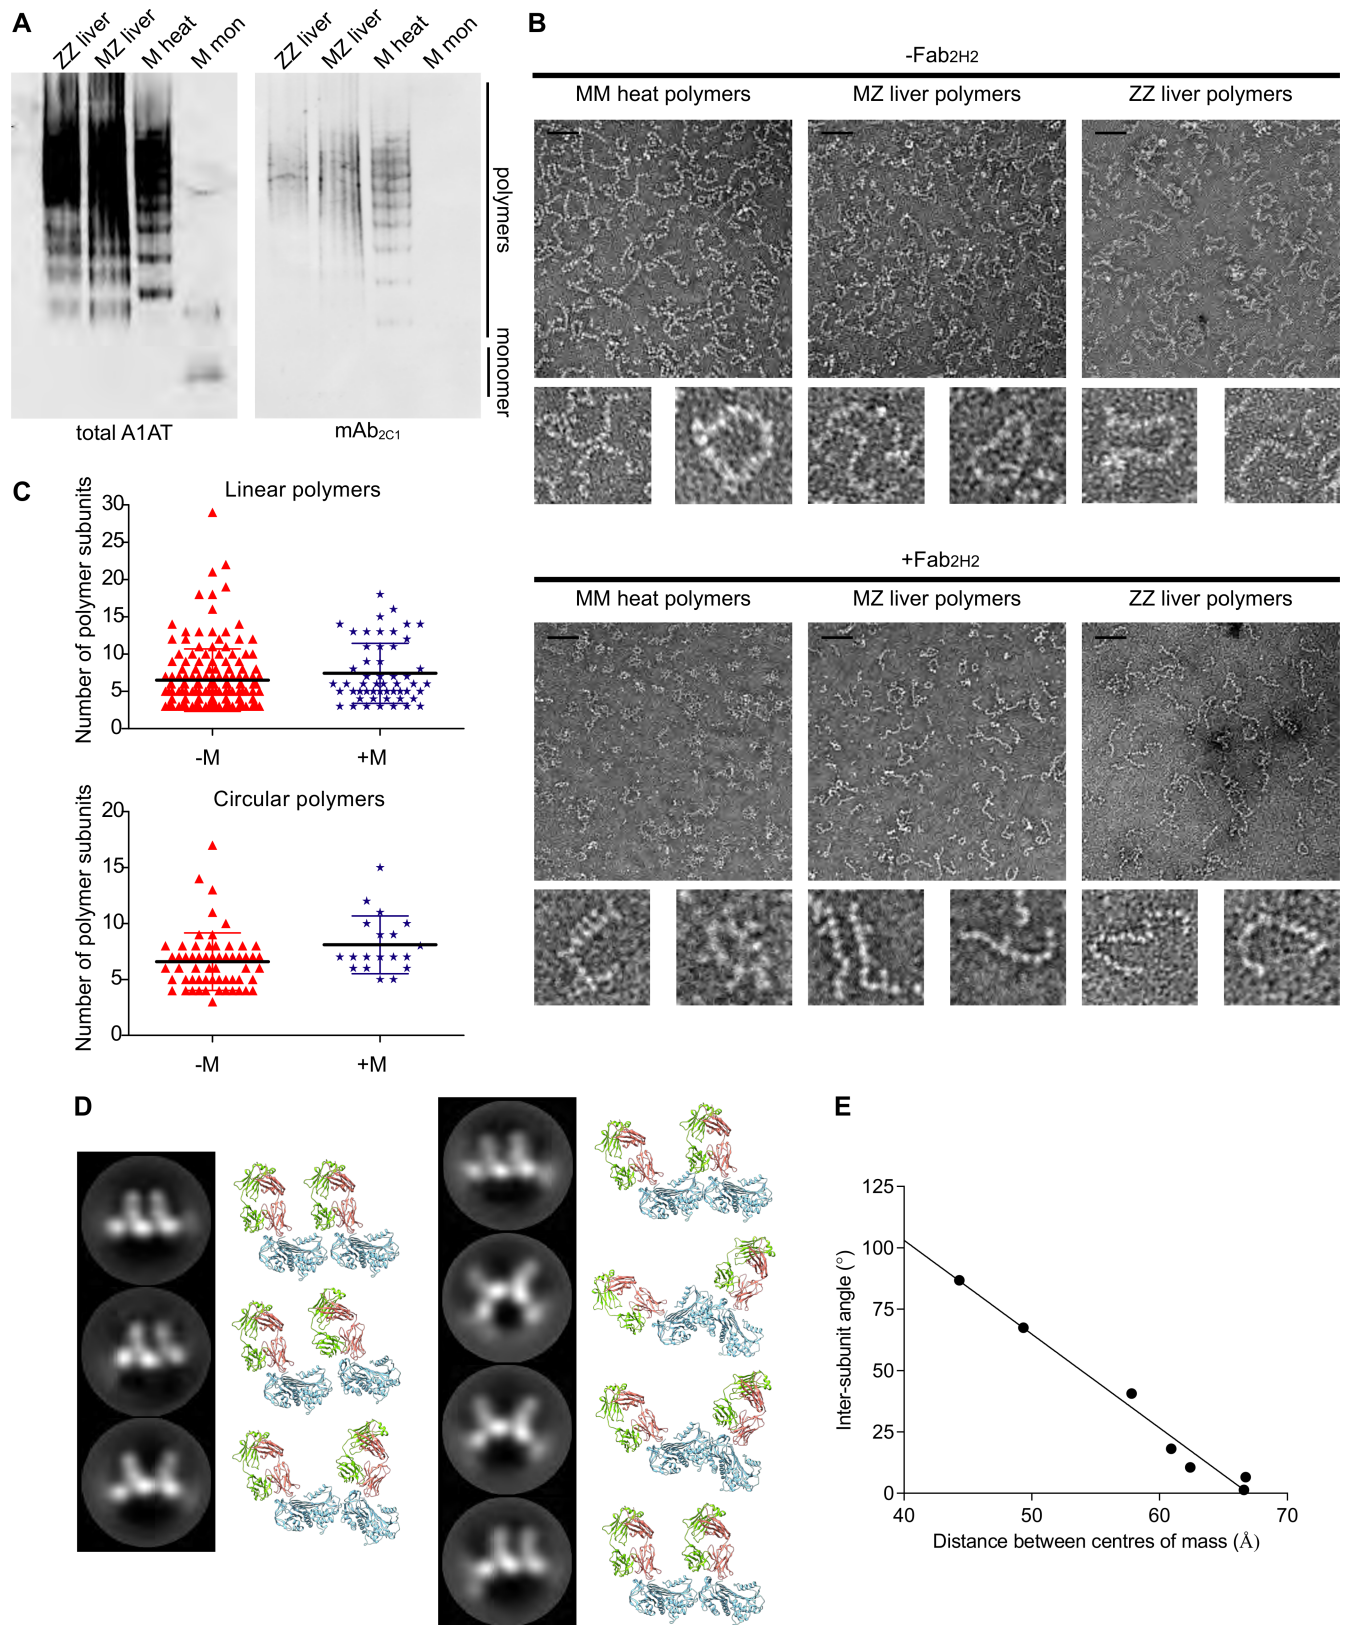 A
ZZ liver
MZ liver
M heat
M mon
ZZ liver
MZ liver
M heat
M mon
polymers
monomer
total A1AT
mAb2C1
B
-Fab2H2
MM heat polymers
MZ liver polymers
ZZ liver polymers
+Fab2H2
MM heat polymers
MZ liver polymers
ZZ liver polymers
C
Linear polymers
Number of polymer subunits
30
25
20
15
10
5
0
-M
+M
Circular polymers
Number of polymer subunits
20
15
10
5
0
-M
+M
D
E
Inter-subunit angle (°)
125
100
75
50
25
0
40
50
60
70
Distance between centres of mass (Å)